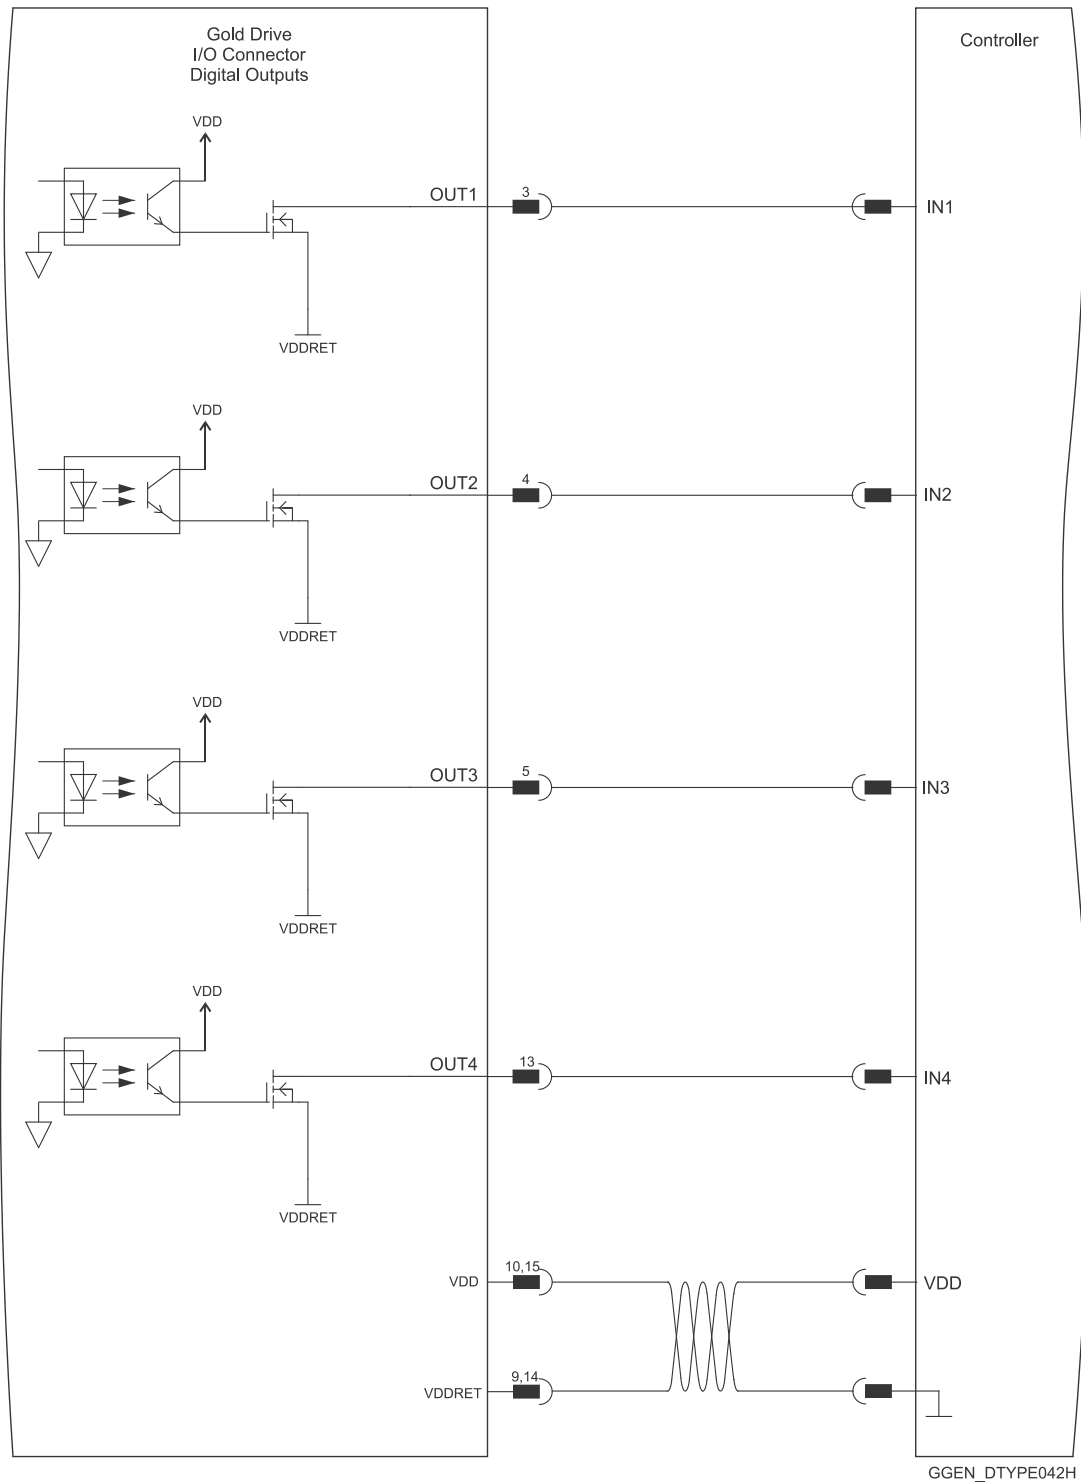 Gold Drive
I/O Connector
Digital Outputs
Controller
VDD
OUT1
3
IN1
VDDRET
VDD
OUT2
4
IN2
VDDRET
VDD
OUT3
5
IN3
VDDRET
VDD
OUT4
13
IN4
VDDRET
VDD
10,15
VDD
VDDRET
9,14
GGEN_DTYPE042H